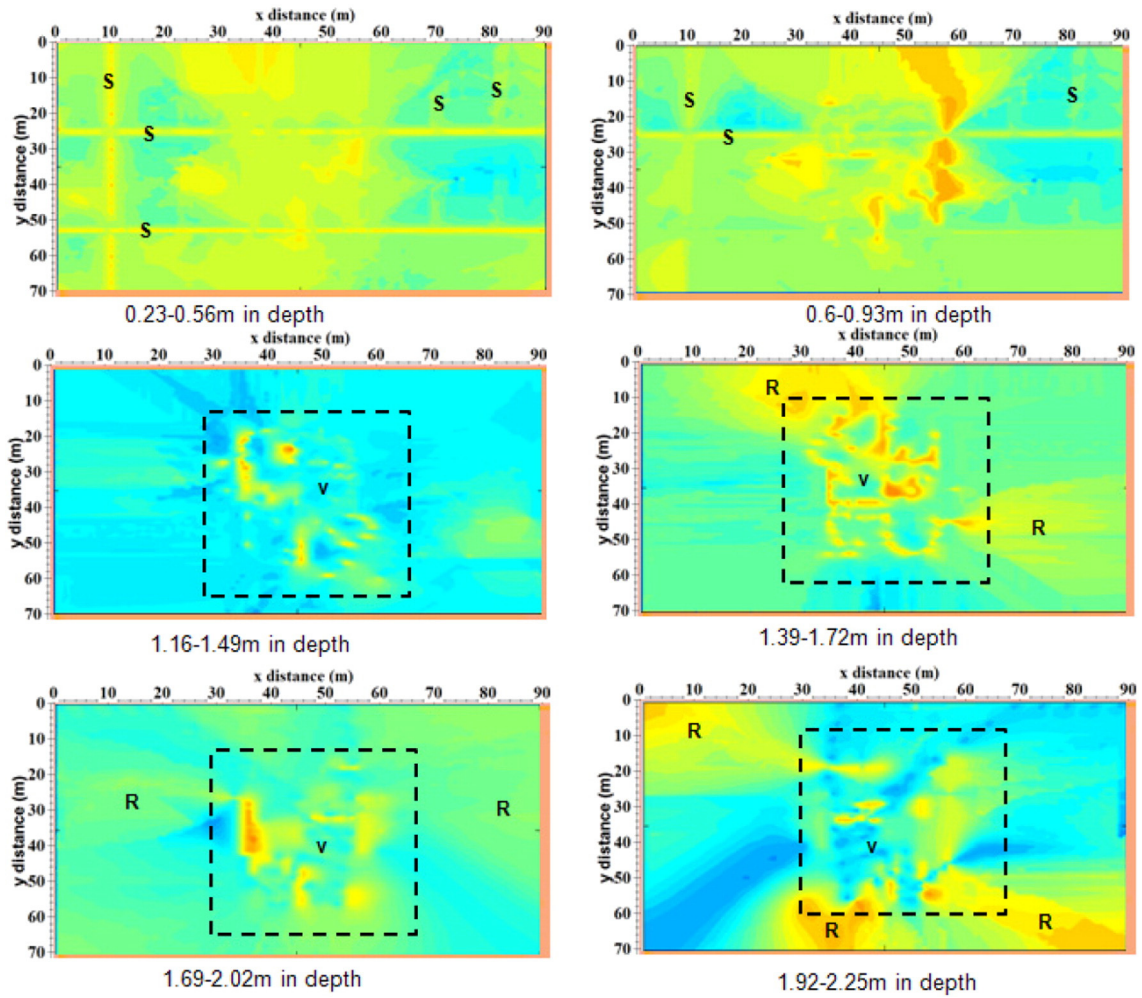 x distance (m)
0 10 20 30 40 50 60 70 80 90
y distance (m)
0
10
20
30
40
50
60
70
S
S
S
S
S
0.23-0.56m in depth
x distance (m)
0 10 20 30 40 50 60 70 80 90
y distance (m)
0
10
20
30
40
50
60
70
S
S
S
0.6-0.93m in depth
x distance (m)
0 10 20 30 40 50 60 70 80 90
y distance (m)
0
10
20
30
40
50
60
70
v
1.16-1.49m in depth
x distance (m)
0 10 20 30 40 50 60 70 80 90
y distance (m)
0
10
20
30
40
50
60
70
R
v
R
1.39-1.72m in depth
x distance (m)
0 10 20 30 40 50 60 70 80 90
y distance (m)
0
10
20
30
40
50
60
70
R
R
v
1.69-2.02m in depth
x distance (m)
0 10 20 30 40 50 60 70 80 90
y distance (m)
0
10
20
30
40
50
60
70
R
v
R
R
1.92-2.25m in depth